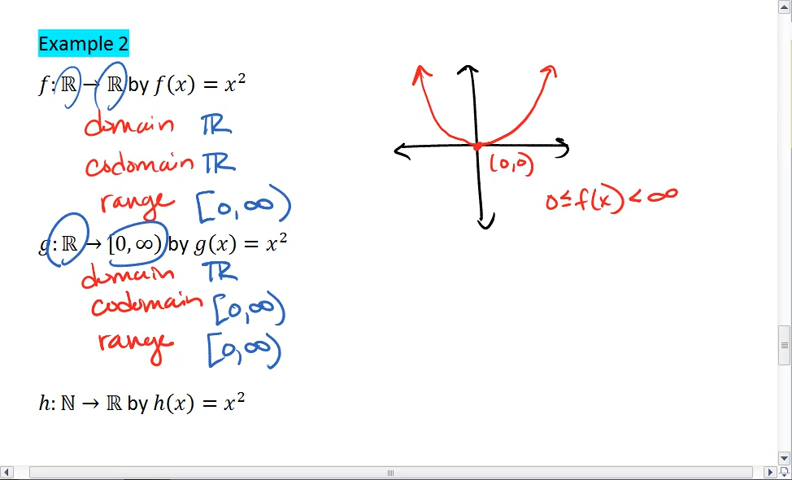 Example 2
f: ℝ → ℝ by f(x) = x²
domain ℝ
codomain ℝ
range [0, ∞)
g: ℝ → [0, ∞) by g(x) = x²
domain ℝ
codomain [0, ∞)
range [0, ∞)
h: ℕ → ℝ by h(x) = x²
(0,0)
0 ≤ f(x) < ∞